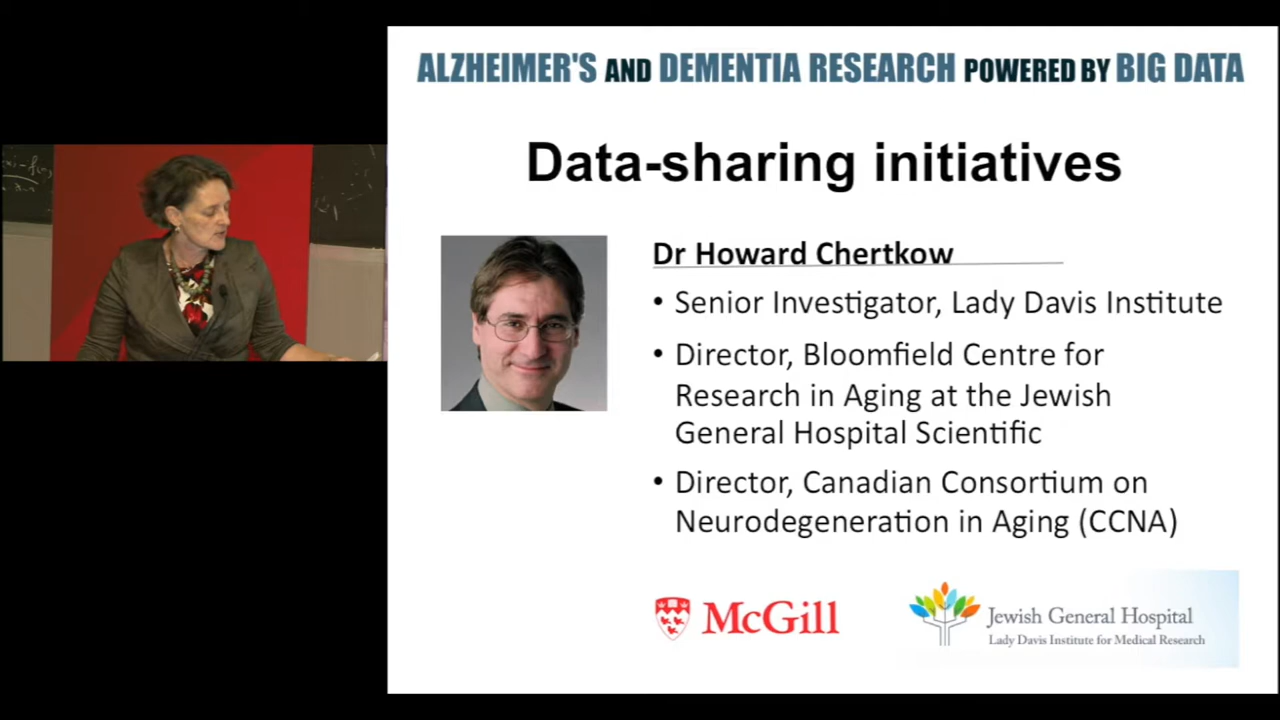 ALZHEIMER'S AND DEMENTIA RESEARCH POWERED BY BIG DATA
Data-sharing initiatives
Dr Howard Chertkow
• Senior Investigator, Lady Davis Institute
• Director, Bloomfield Centre for
Research in Aging at the Jewish
General Hospital Scientific
• Director, Canadian Consortium on
Neurodegeneration in Aging (CCNA)
McGill
Jewish General Hospital
Lady Davis Institute for Medical Research